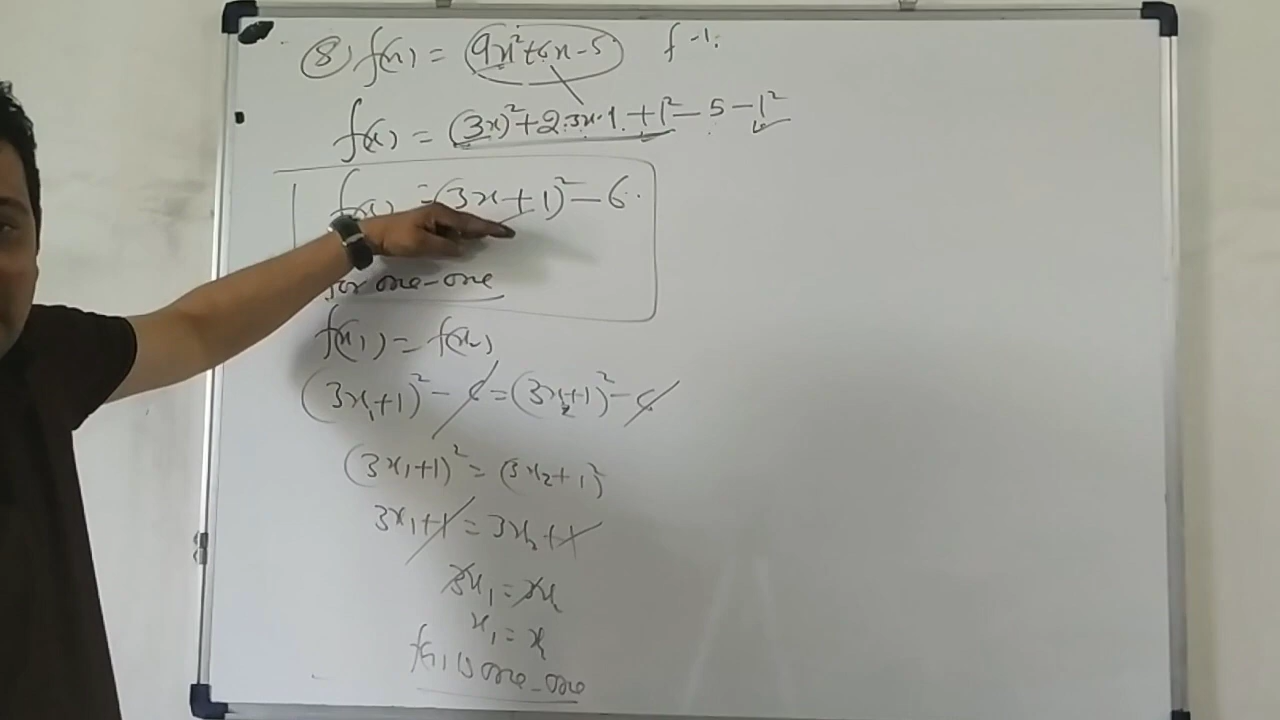 ⑧ f(x) = 9x²+6x-5 f⁻¹:
f(x) = (3x)²+2.3x.1+1²-5-1²
f(x) =(3x+1)²-6
for one-one
f(x₁)=f(x₂)
(3x₁+1)²-6=(3x₂+1)²-6
(3x₁+1)²=(3x₂+1)²
3x₁+1=3x₂+1
3x₁=3x₂
x₁=x₂
f(x) is one-one